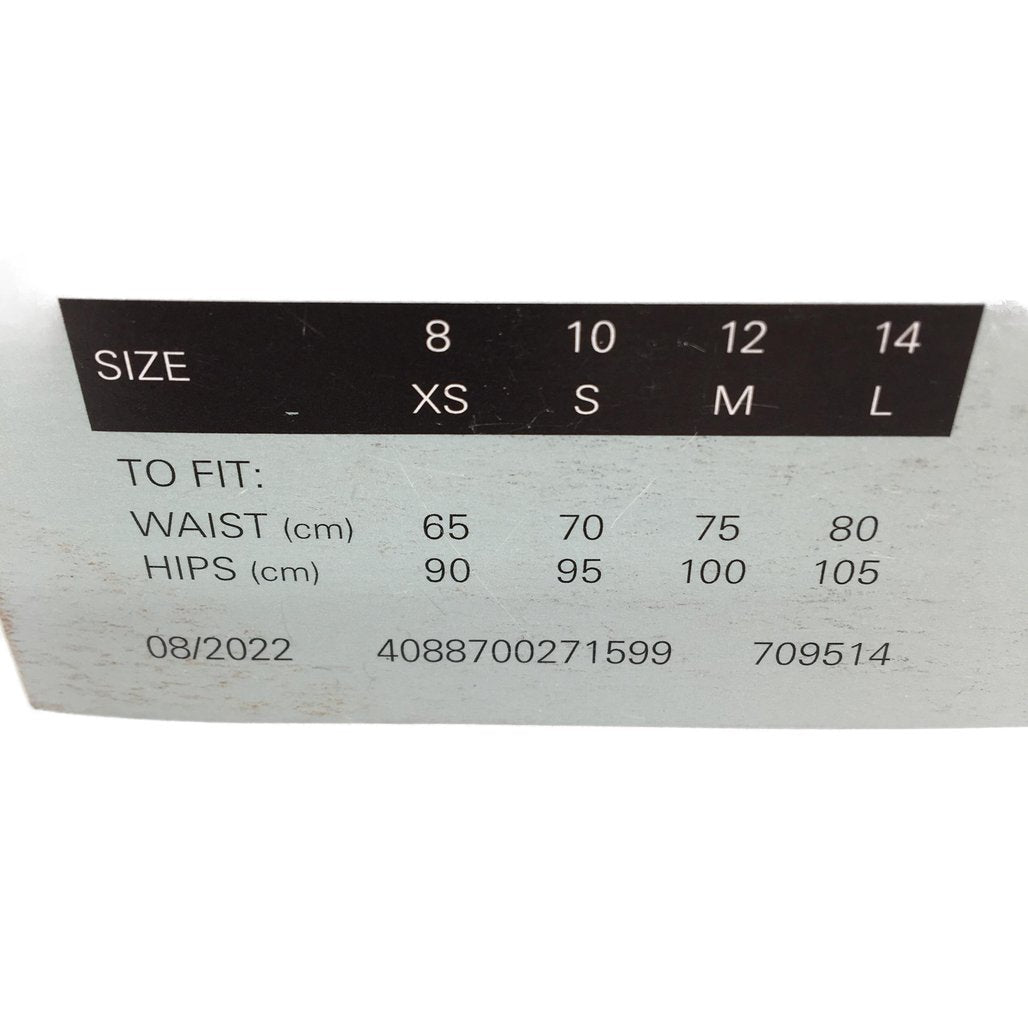 SIZE 8 10 12 14
XS S M L
TO FIT:
WAIST (cm) 65 70 75 80
HIPS (cm) 90 95 100 105
08/2022 4088700271599 709514